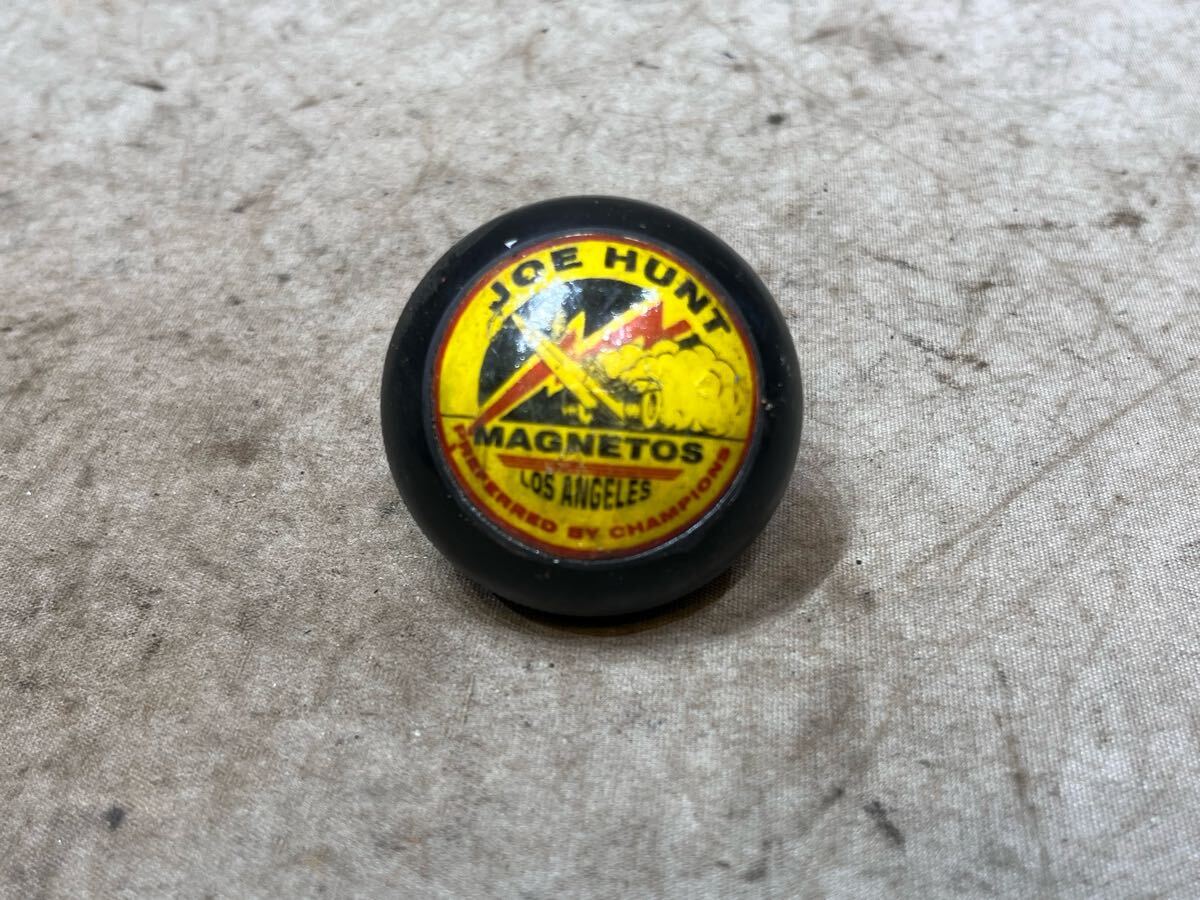 JOE HUNT
MAGNETOS
LOS ANGELES
PREFERRED BY CHAMPIONS